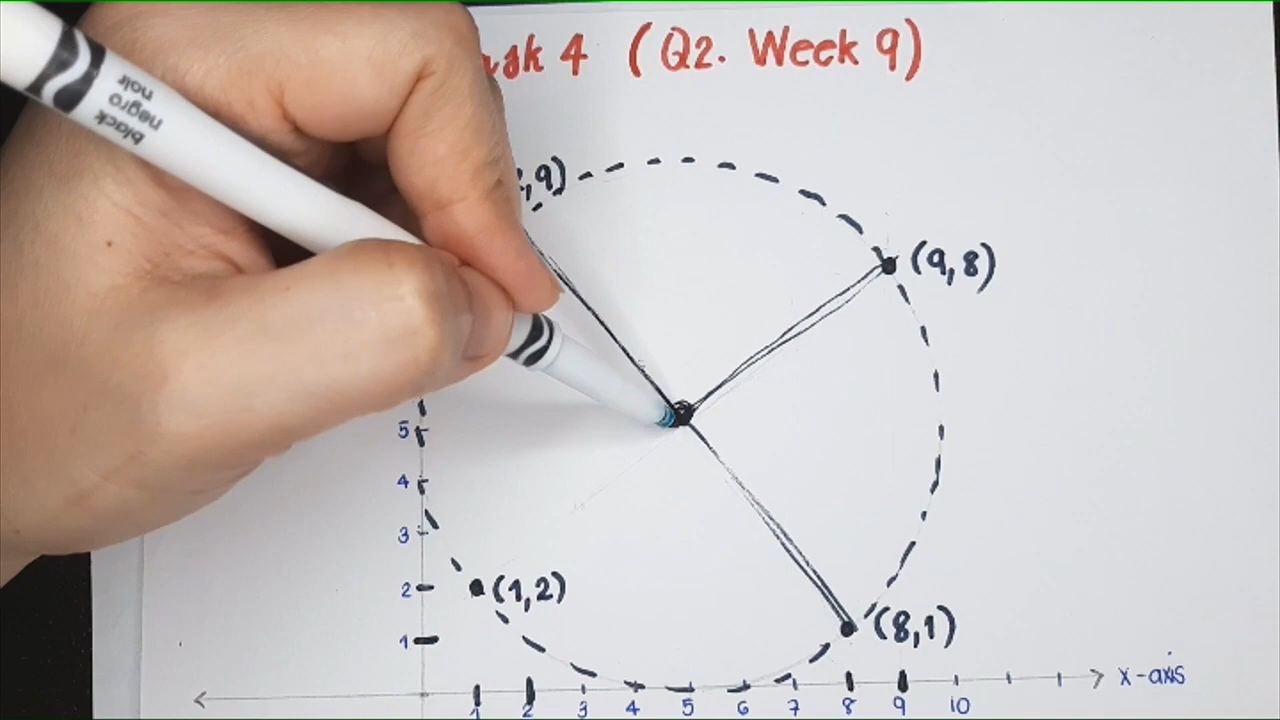 4 (Q2. Week 9)
black
negro
noir
,9)
(9,8)
5
4
3
2
(1,2)
1
(8,1)
x-axis
1 2 3 4 5 6 7 8 9 10